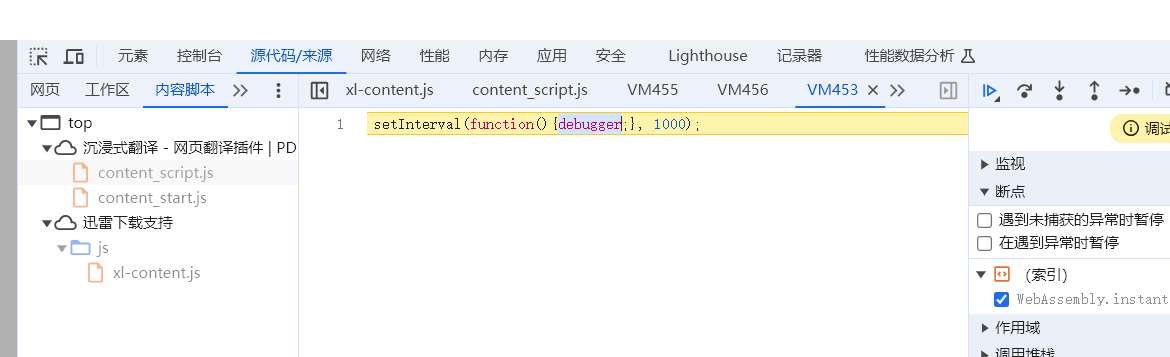 元素 控制台 源代码/来源 网络 性能 内存 应用 安全 Lighthouse 记录器 性能数据分析
网页 工作区 内容脚本 xl-content.js content_script.js VM455 VM456 VM453
top
沉浸式翻译 - 网页翻译插件 | PD
content_script.js
content_start.js
迅雷下载支持
js
xl-content.js
1 setInterval(function(){debugger;}, 1000);
调试
监视
断点
遇到未捕获的异常时暂停
在遇到异常时暂停
(索引)
WebAssembly.instant
作用域
调用堆栈